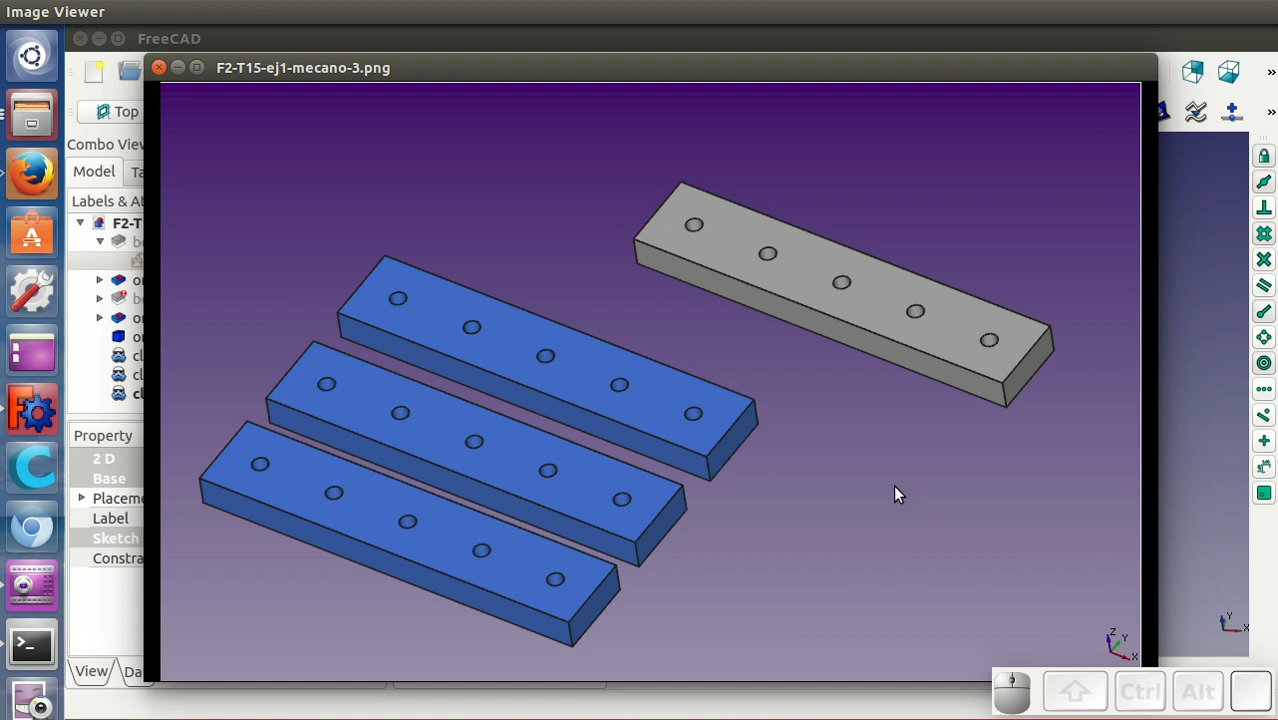 Image Viewer
FreeCAD
F2-T15-ej1-mecano-3.png
Top
»
»
Combo View
Model
Labels & At
F2-T
Property
2 D
Base
Placeme
Label
Sketch
Constra
View
Da
Z
Y
X
Y
X
Ctrl
Alt